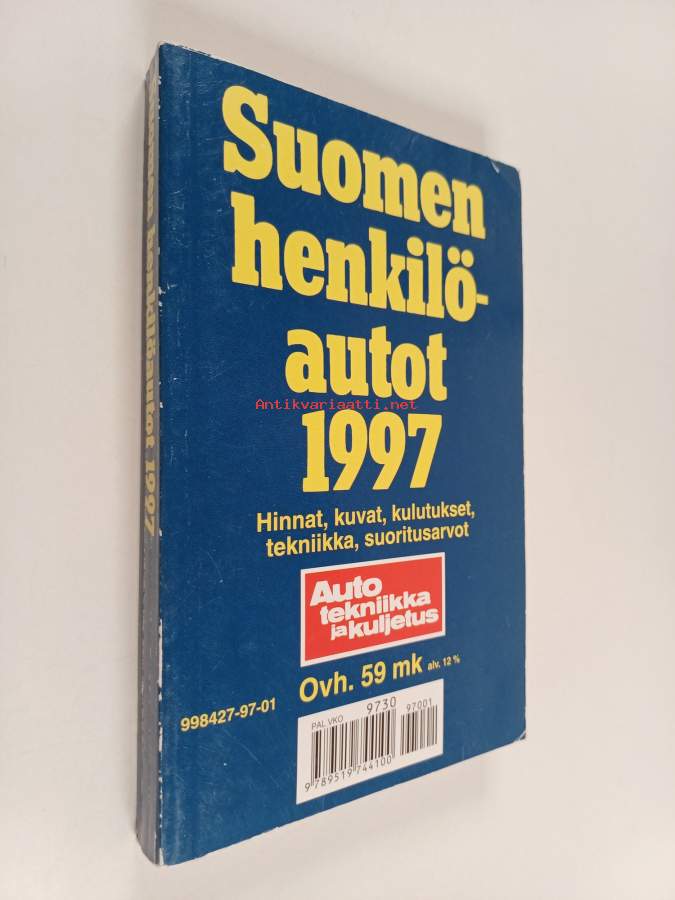 Suomen
henkilö-
autot
Antikvariaatti.net
1997
Hinnat, kuvat, kulutukset,
tekniikka, suoritusarvot
Auto
tekniikka
ja kuljetus
Ovh. 59 mk alv. 12 %
998427-97-01
PAL.VKO 9730 97001
9 789519 744100
Suomen henkilöautot 1997